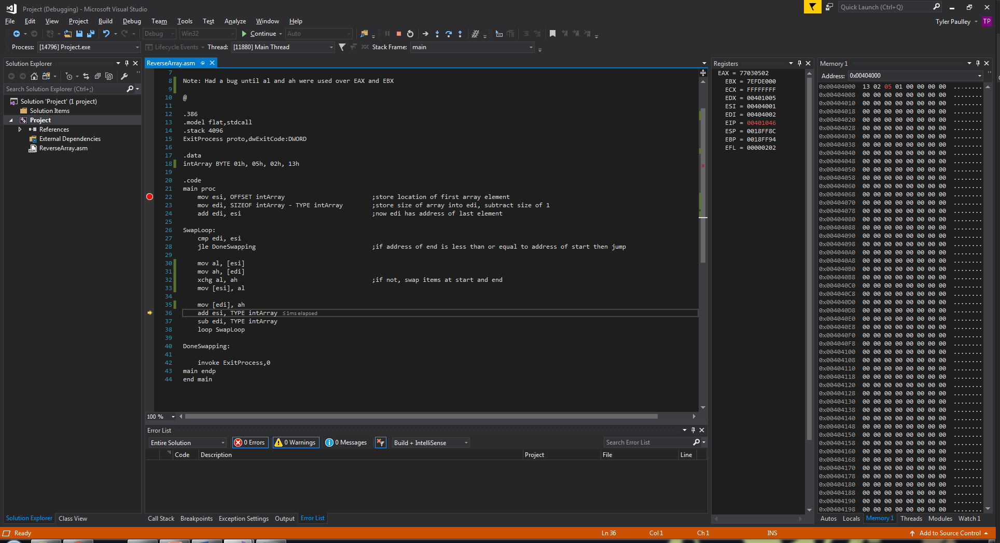 Project (Debugging) - Microsoft Visual Studio
Quick Launch (Ctrl+Q)
File Edit View Project Build Debug Team Tools Test Analyze Window Help
Tyler Paulley TP
Debug Win32 Continue Auto
Process: [14796] Project.exe Lifecycle Events Thread: [11880] Main Thread Stack Frame: main
Solution Explorer
Search Solution Explorer (Ctrl+;)
Solution 'Project' (1 project)
Solution Items
Project
References
External Dependencies
ReverseArray.asm
Solution Explorer Class View
ReverseArray.asm
7
8 Note: Had a bug until al and ah were used over EAX and EBX
9
10 @
11
12 .386
13 .model flat,stdcall
14 .stack 4096
15 ExitProcess proto,dwExitCode:DWORD
16
17 .data
18 intArray BYTE 01h, 05h, 02h, 13h
19
20 .code
21 main proc
22 mov esi, OFFSET intArray ;store location of first array element
23 mov edi, SIZEOF intArray - TYPE intArray ;store size of array into edi, subtract size of 1
24 add edi, esi ;now edi has address of last element
25
26 SwapLoop:
27 cmp edi, esi
28 jle DoneSwapping ;if address of end is less than or equal to address of start then jump
29
30 mov al, [esi]
31 mov ah, [edi]
32 xchg al, ah ;if not, swap items at start and end
33 mov [esi], al
34
35 mov [edi], ah
36 add esi, TYPE intArray ≤1ms elapsed
37 sub edi, TYPE intArray
38 loop SwapLoop
39
40 DoneSwapping:
41
42 invoke ExitProcess,0
43 main endp
44 end main
100 %
Error List
Entire Solution 0 Errors 0 Warnings 0 Messages Build + IntelliSense Search Error List
Code Description Project File Line
Call Stack Breakpoints Exception Settings Output Error List
Registers
EAX = 77030502
EBX = 7EFDE000
ECX = FFFFFFFF
EDX = 00401005
ESI = 00404001
EDI = 00404002
EIP = 00401046
ESP = 0018FF8C
EBP = 0018FF94
EFL = 00000202
Memory 1
Address: 0x00404000
0x00404000 13 02 05 01 00 00 00 00 ........
0x00404008 00 00 00 00 00 00 00 00 ........
0x00404010 00 00 00 00 00 00 00 00 ........
0x00404018 00 00 00 00 00 00 00 00 ........
0x00404020 00 00 00 00 00 00 00 00 ........
0x00404028 00 00 00 00 00 00 00 00 ........
0x00404030 00 00 00 00 00 00 00 00 ........
0x00404038 00 00 00 00 00 00 00 00 ........
0x00404040 00 00 00 00 00 00 00 00 ........
0x00404048 00 00 00 00 00 00 00 00 ........
0x00404050 00 00 00 00 00 00 00 00 ........
0x00404058 00 00 00 00 00 00 00 00 ........
0x00404060 00 00 00 00 00 00 00 00 ........
0x00404068 00 00 00 00 00 00 00 00 ........
0x00404070 00 00 00 00 00 00 00 00 ........
0x00404078 00 00 00 00 00 00 00 00 ........
0x00404080 00 00 00 00 00 00 00 00 ........
0x00404088 00 00 00 00 00 00 00 00 ........
0x00404090 00 00 00 00 00 00 00 00 ........
0x00404098 00 00 00 00 00 00 00 00 ........
0x004040A0 00 00 00 00 00 00 00 00 ........
0x004040A8 00 00 00 00 00 00 00 00 ........
0x004040B0 00 00 00 00 00 00 00 00 ........
0x004040B8 00 00 00 00 00 00 00 00 ........
0x004040C0 00 00 00 00 00 00 00 00 ........
0x004040C8 00 00 00 00 00 00 00 00 ........
0x004040D0 00 00 00 00 00 00 00 00 ........
0x004040D8 00 00 00 00 00 00 00 00 ........
0x004040E0 00 00 00 00 00 00 00 00 ........
0x004040E8 00 00 00 00 00 00 00 00 ........
0x004040F0 00 00 00 00 00 00 00 00 ........
0x004040F8 00 00 00 00 00 00 00 00 ........
0x00404100 00 00 00 00 00 00 00 00 ........
0x00404108 00 00 00 00 00 00 00 00 ........
0x00404110 00 00 00 00 00 00 00 00 ........
0x00404118 00 00 00 00 00 00 00 00 ........
0x00404120 00 00 00 00 00 00 00 00 ........
0x00404128 00 00 00 00 00 00 00 00 ........
0x00404130 00 00 00 00 00 00 00 00 ........
0x00404138 00 00 00 00 00 00 00 00 ........
0x00404140 00 00 00 00 00 00 00 00 ........
0x00404148 00 00 00 00 00 00 00 00 ........
0x00404150 00 00 00 00 00 00 00 00 ........
0x00404158 00 00 00 00 00 00 00 00 ........
0x00404160 00 00 00 00 00 00 00 00 ........
0x00404168 00 00 00 00 00 00 00 00 ........
0x00404170 00 00 00 00 00 00 00 00 ........
0x00404178 00 00 00 00 00 00 00 00 ........
0x00404180 00 00 00 00 00 00 00 00 ........
0x00404188 00 00 00 00 00 00 00 00 ........
0x00404190 00 00 00 00 00 00 00 00 ........
0x00404198 00 00 00 00 00 00 00 00 ........
Autos Locals Memory 1 Threads Modules Watch 1
Ready Ln 36 Col 1 Ch 1 INS Add to Source Control